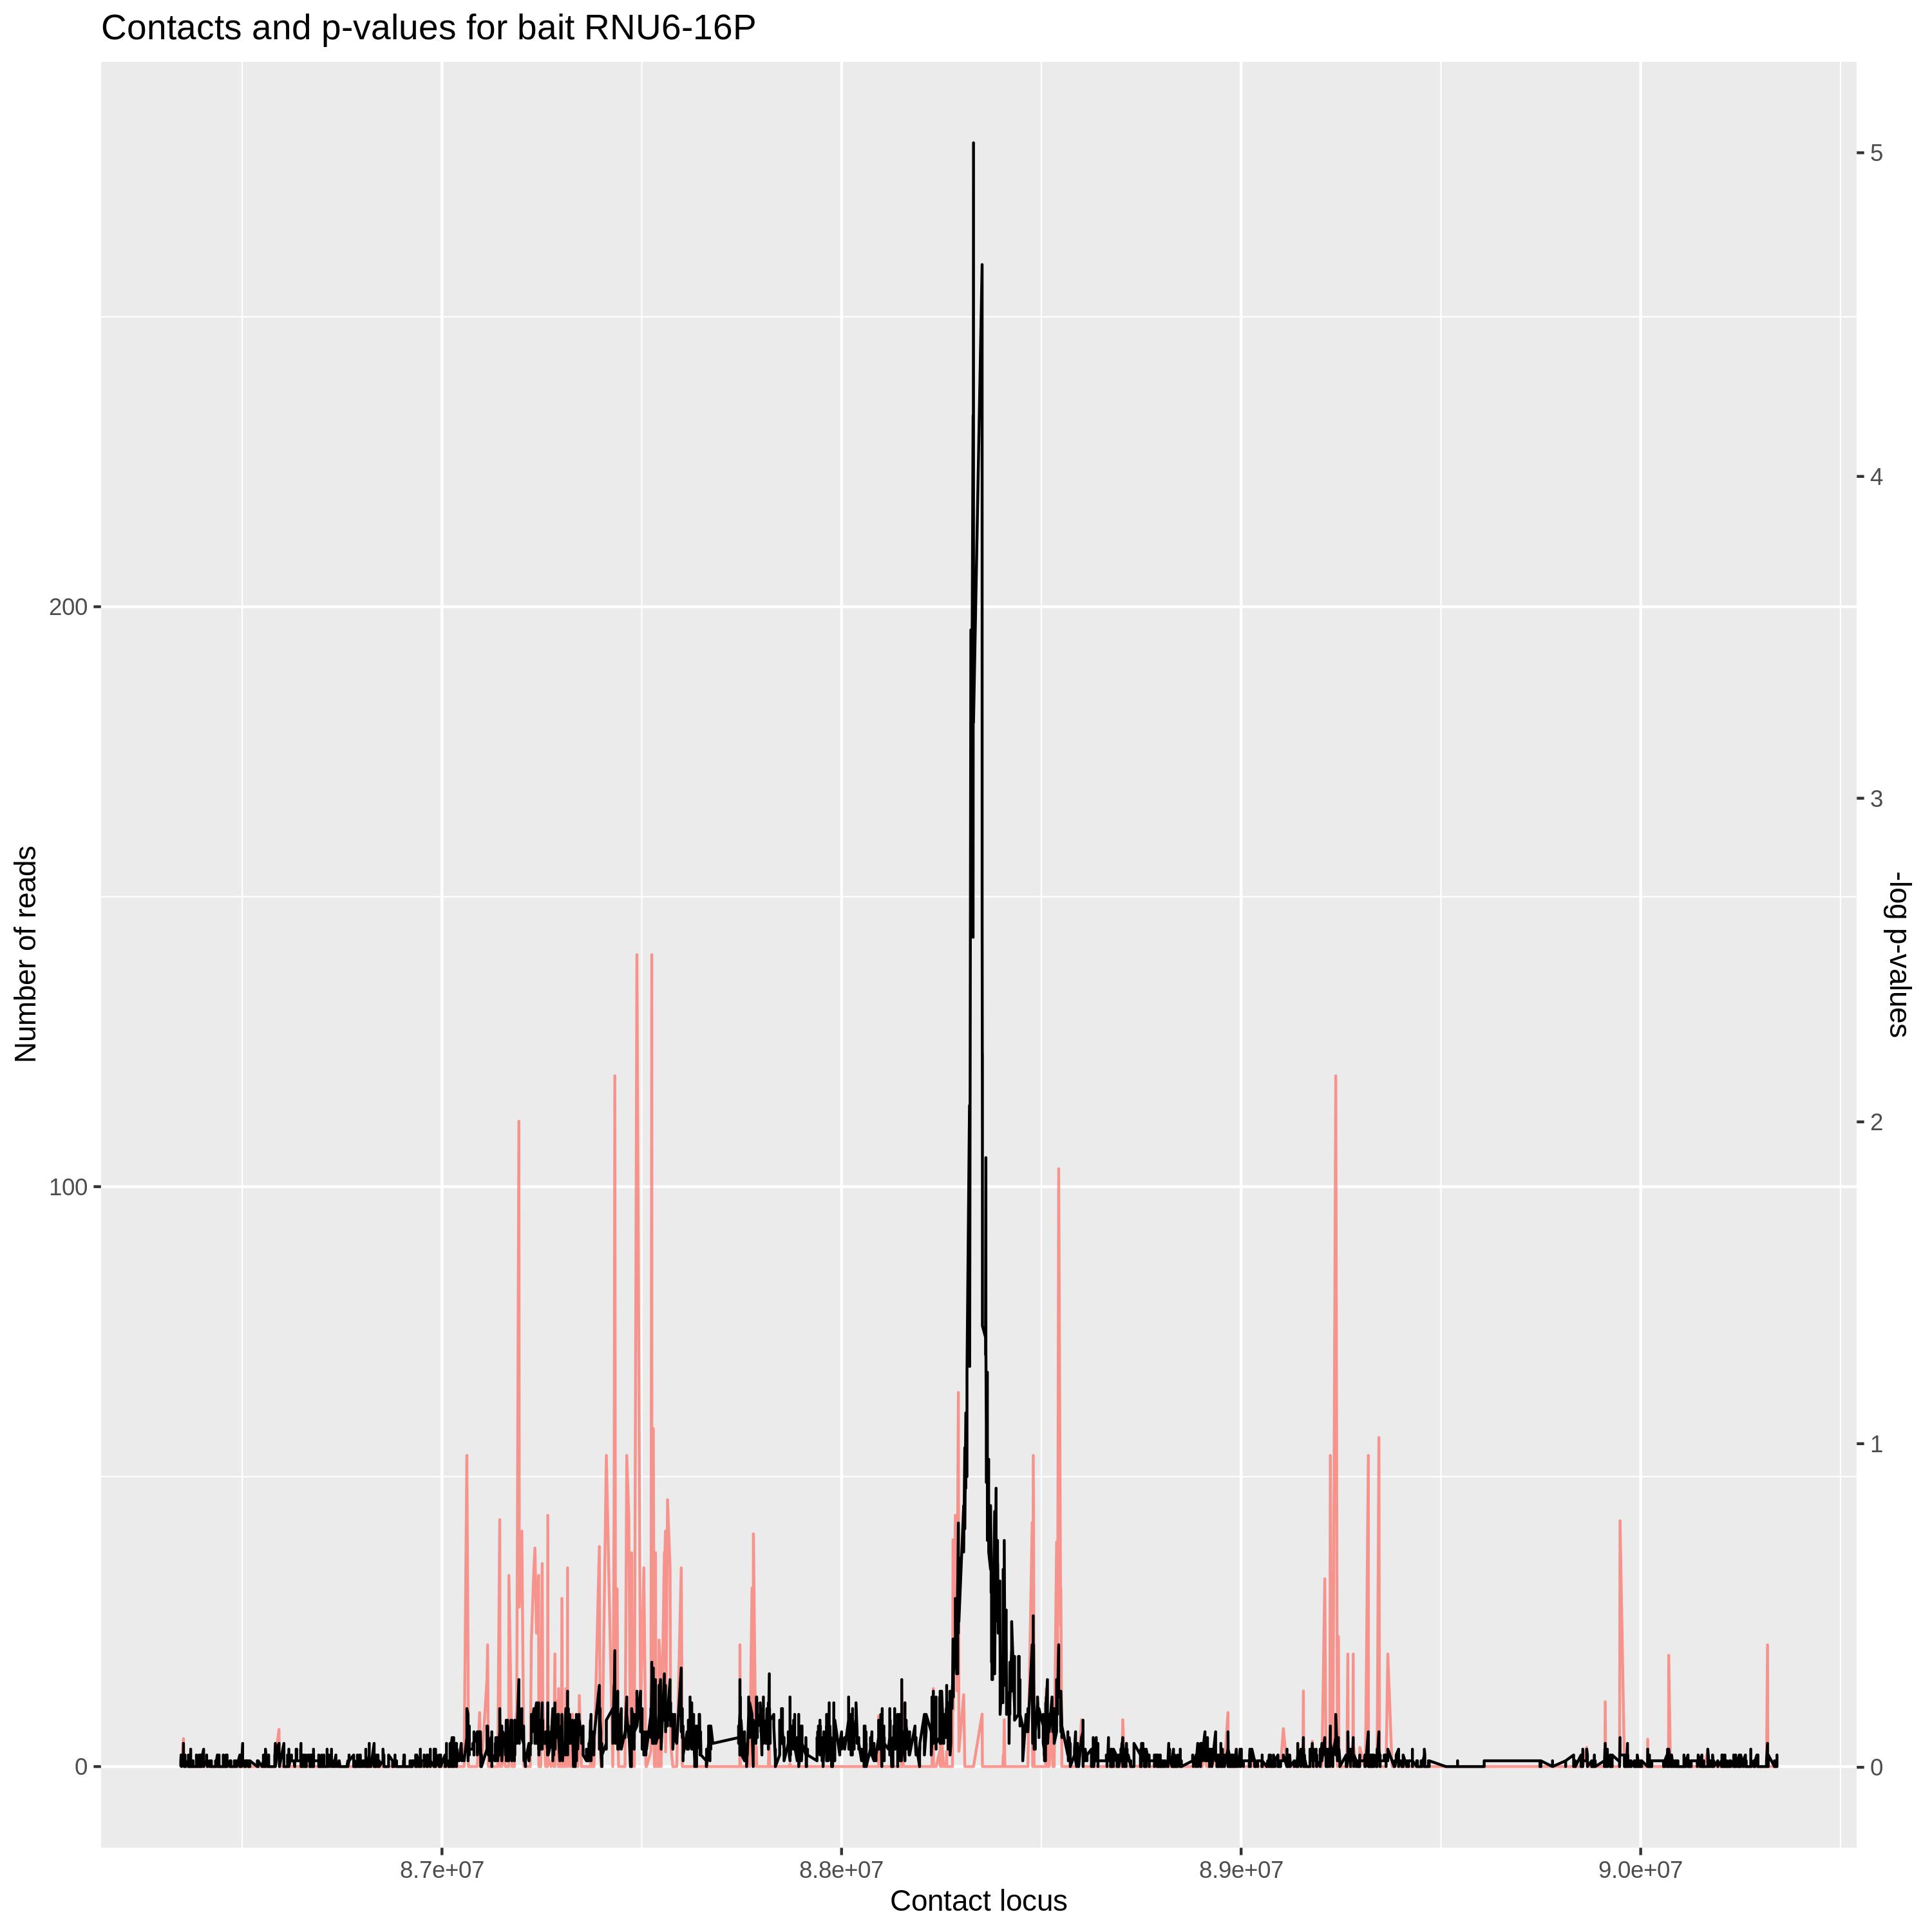 Contacts and p-values for bait RNU6-16P
Number of reads
200
100
0
5
4
3
2
1
0
-log p-values
8.7e+07
8.8e+07
8.9e+07
9.0e+07
Contact locus